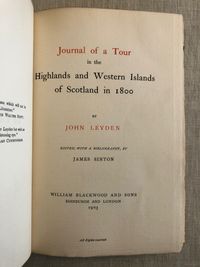 Journal of a Tour
in the
Highlands and Western Islands
of Scotland in 1800
BY
JOHN LEYDEN
EDITED, WITH A BIBLIOGRAPHY, BY
JAMES SINTON
WILLIAM BLACKWOOD AND SONS
EDINBURGH AND LONDON
1903
All Rights reserved